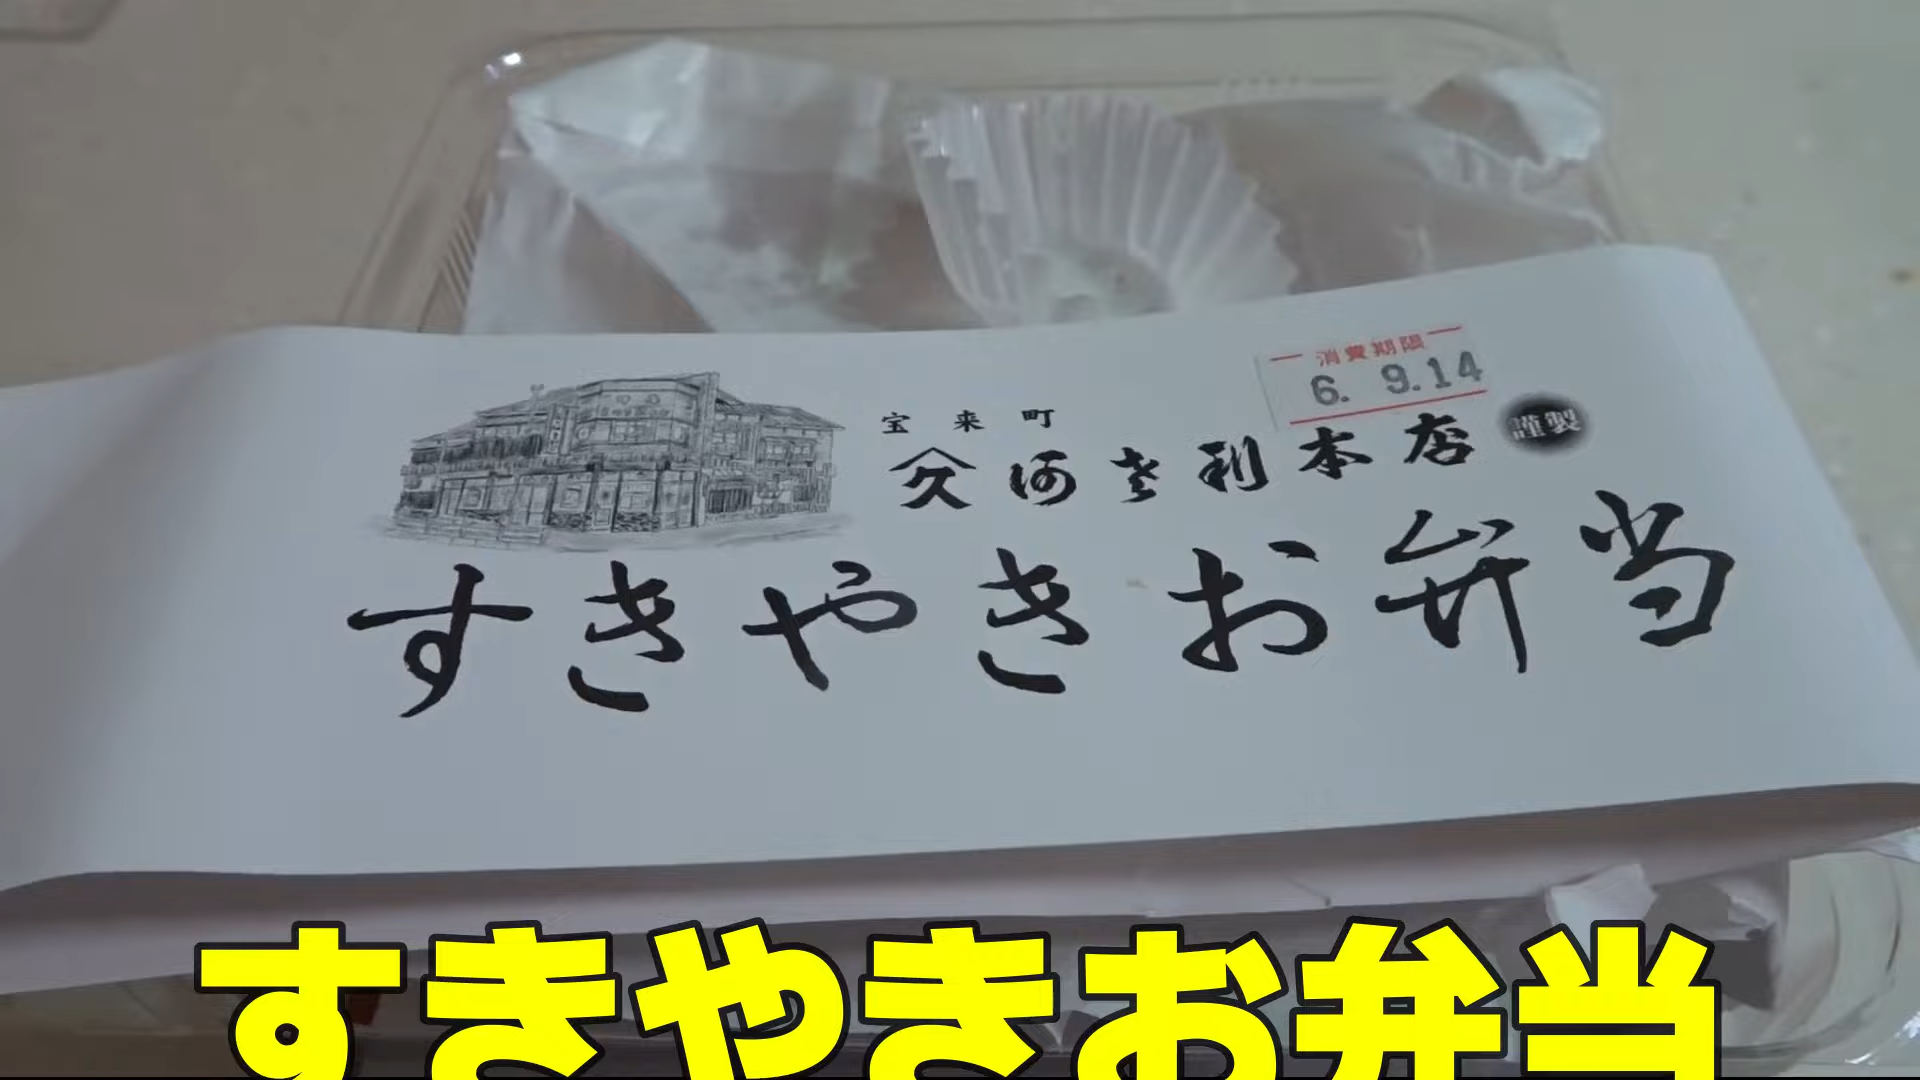 消費期限
6. 9.14
宝来町
久 阿さ利本店 謹製
すきやきお弁当
すきやきお弁当